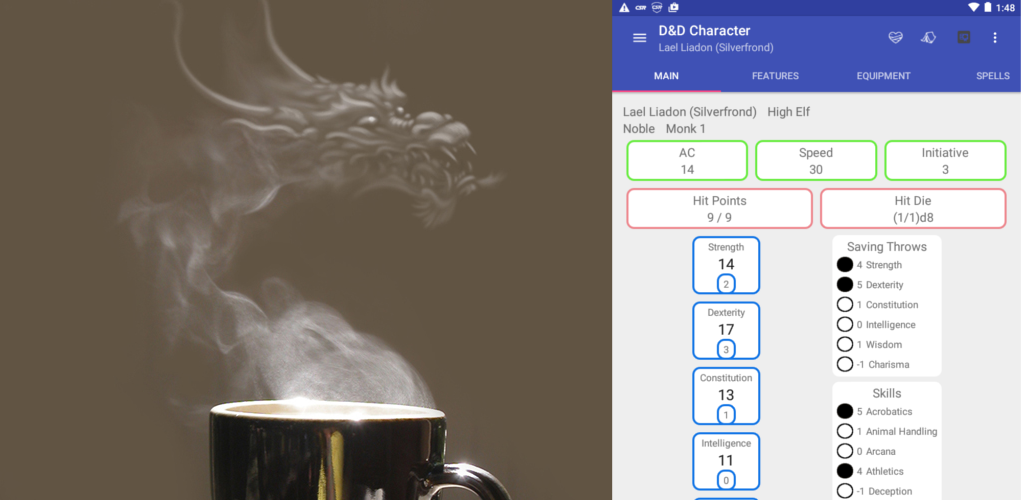 1:48
D&D Character
Lael Liadon (Silverfrond)
MAIN FEATURES EQUIPMENT SPELLS
Lael Liadon (Silverfrond) High Elf
Noble Monk 1
AC
14
Speed
30
Initiative
3
Hit Points
9 / 9
Hit Die
(1/1)d8
Strength
14
2
Dexterity
17
3
Constitution
13
1
Intelligence
11
0
Saving Throws
4 Strength
5 Dexterity
1 Constitution
0 Intelligence
1 Wisdom
-1 Charisma
Skills
5 Acrobatics
1 Animal Handling
0 Arcana
4 Athletics
-1 Deception